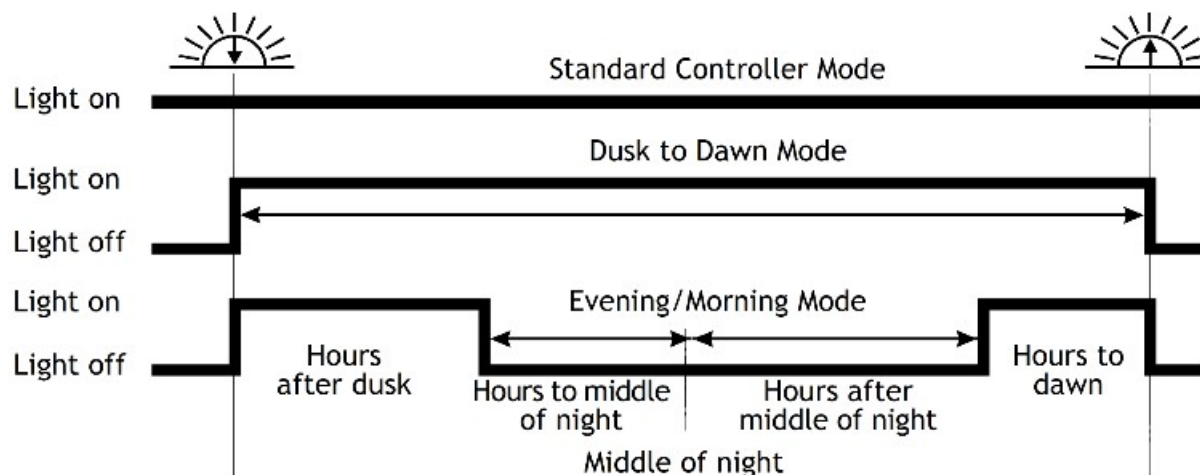 Standard Controller Mode
Light on
Dusk to Dawn Mode
Light on
Light off
Light on
Evening/Morning Mode
Light off
Hours
after dusk
Hours to middle
of night
Hours after
middle of night
Hours to
dawn
Middle of night